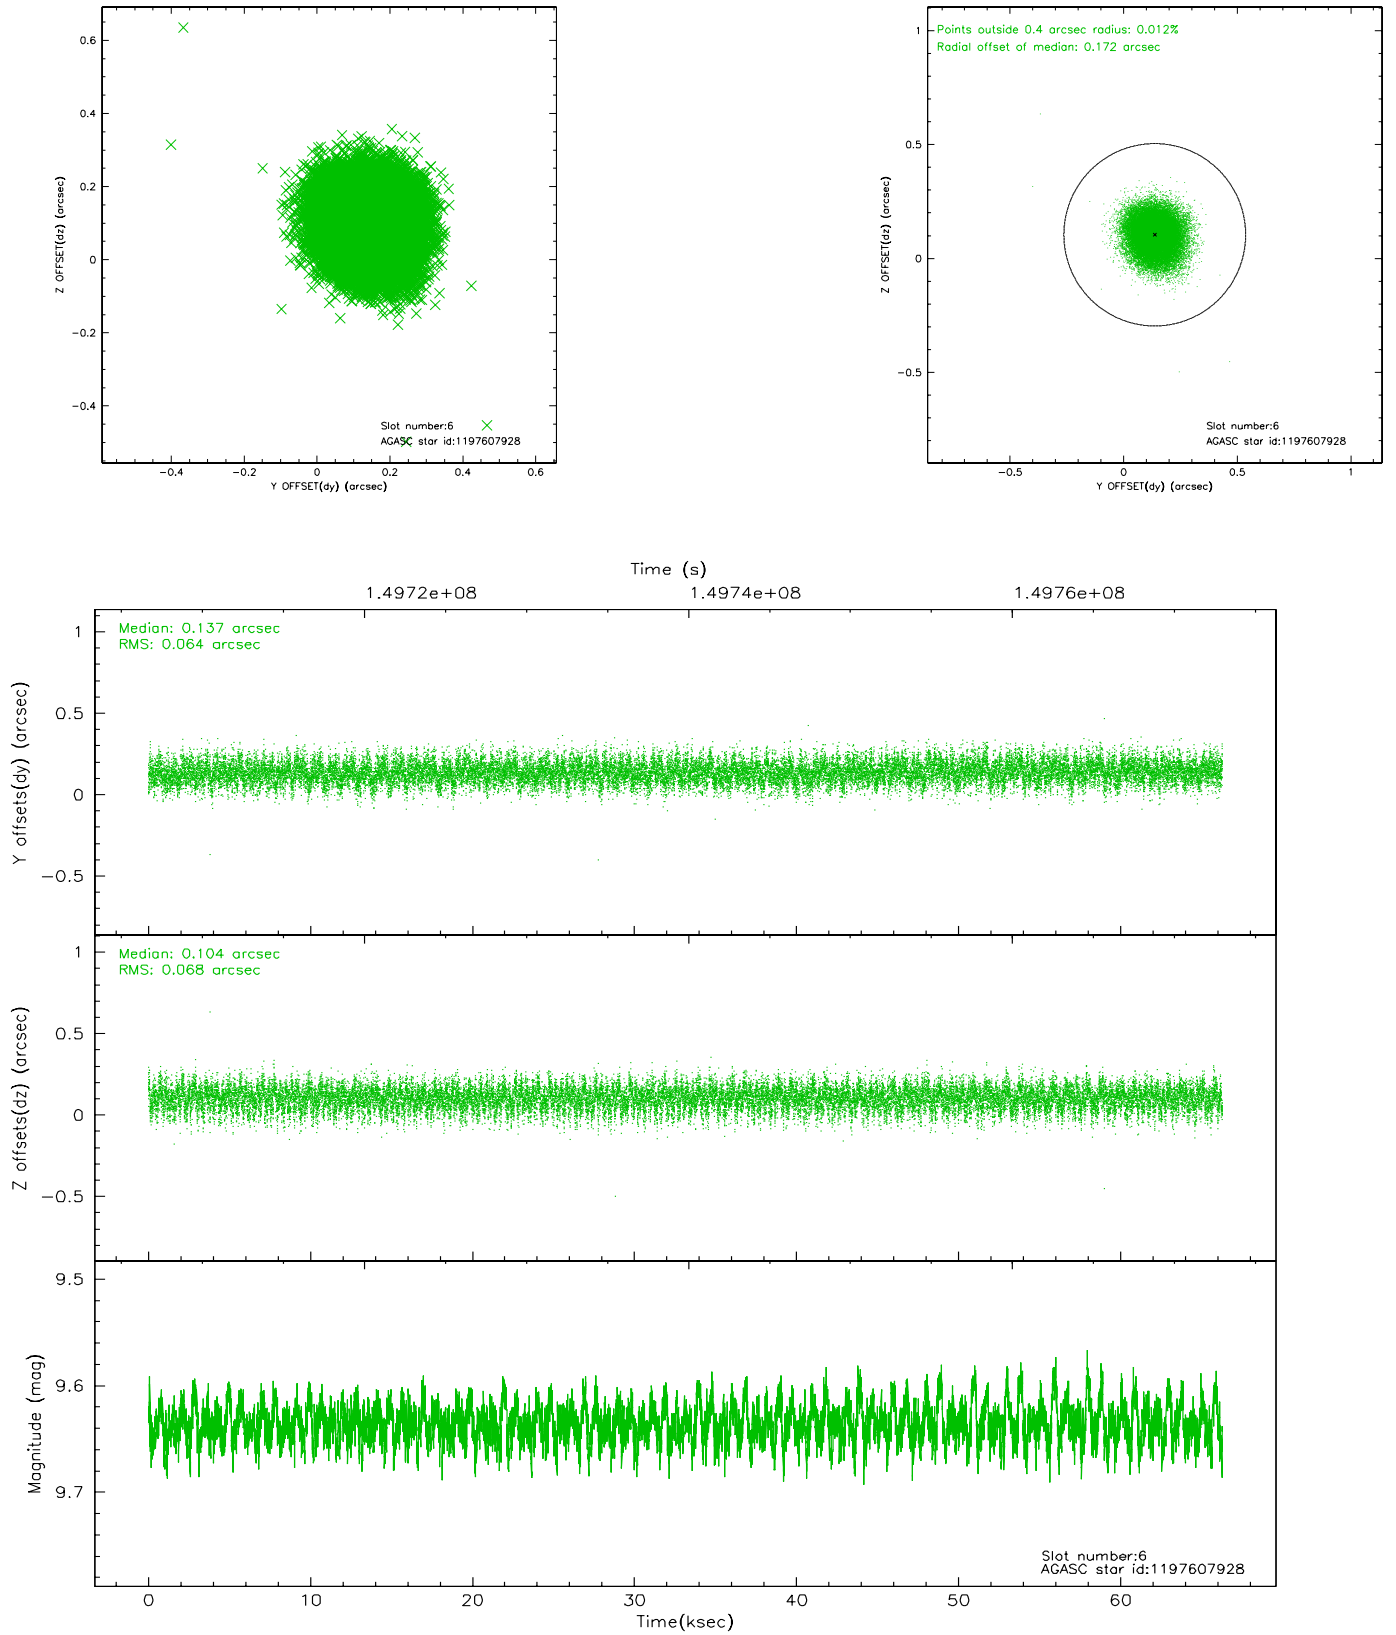 0.6
0.4
0.2
0
−0.2
−0.4
Z OFFSET(dz) (arcsec)
Slot number:6
AGASC star id:1197607928
−0.4 −0.2 0 0.2 0.4 0.6
Y OFFSET(dy) (arcsec)
Points outside 0.4 arcsec radius: 0.012%
Radial offset of median: 0.172 arcsec
1
0.5
0
−0.5
Z OFFSET(dz) (arcsec)
Slot number:6
AGASC star id:1197607928
−0.5 0 0.5 1
Y OFFSET(dy) (arcsec)
Time (s)
1.4972e+08 1.4974e+08 1.4976e+08
Median: 0.137 arcsec
RMS: 0.064 arcsec
1
0.5
0
−0.5
Y offsets(dy) (arcsec)
Median: 0.104 arcsec
RMS: 0.068 arcsec
1
0.5
0
−0.5
Z offsets(dz) (arcsec)
9.5
9.6
9.7
Magnitude (mag)
Slot number:6
AGASC star id:1197607928
0 10 20 30 40 50 60
Time(ksec)